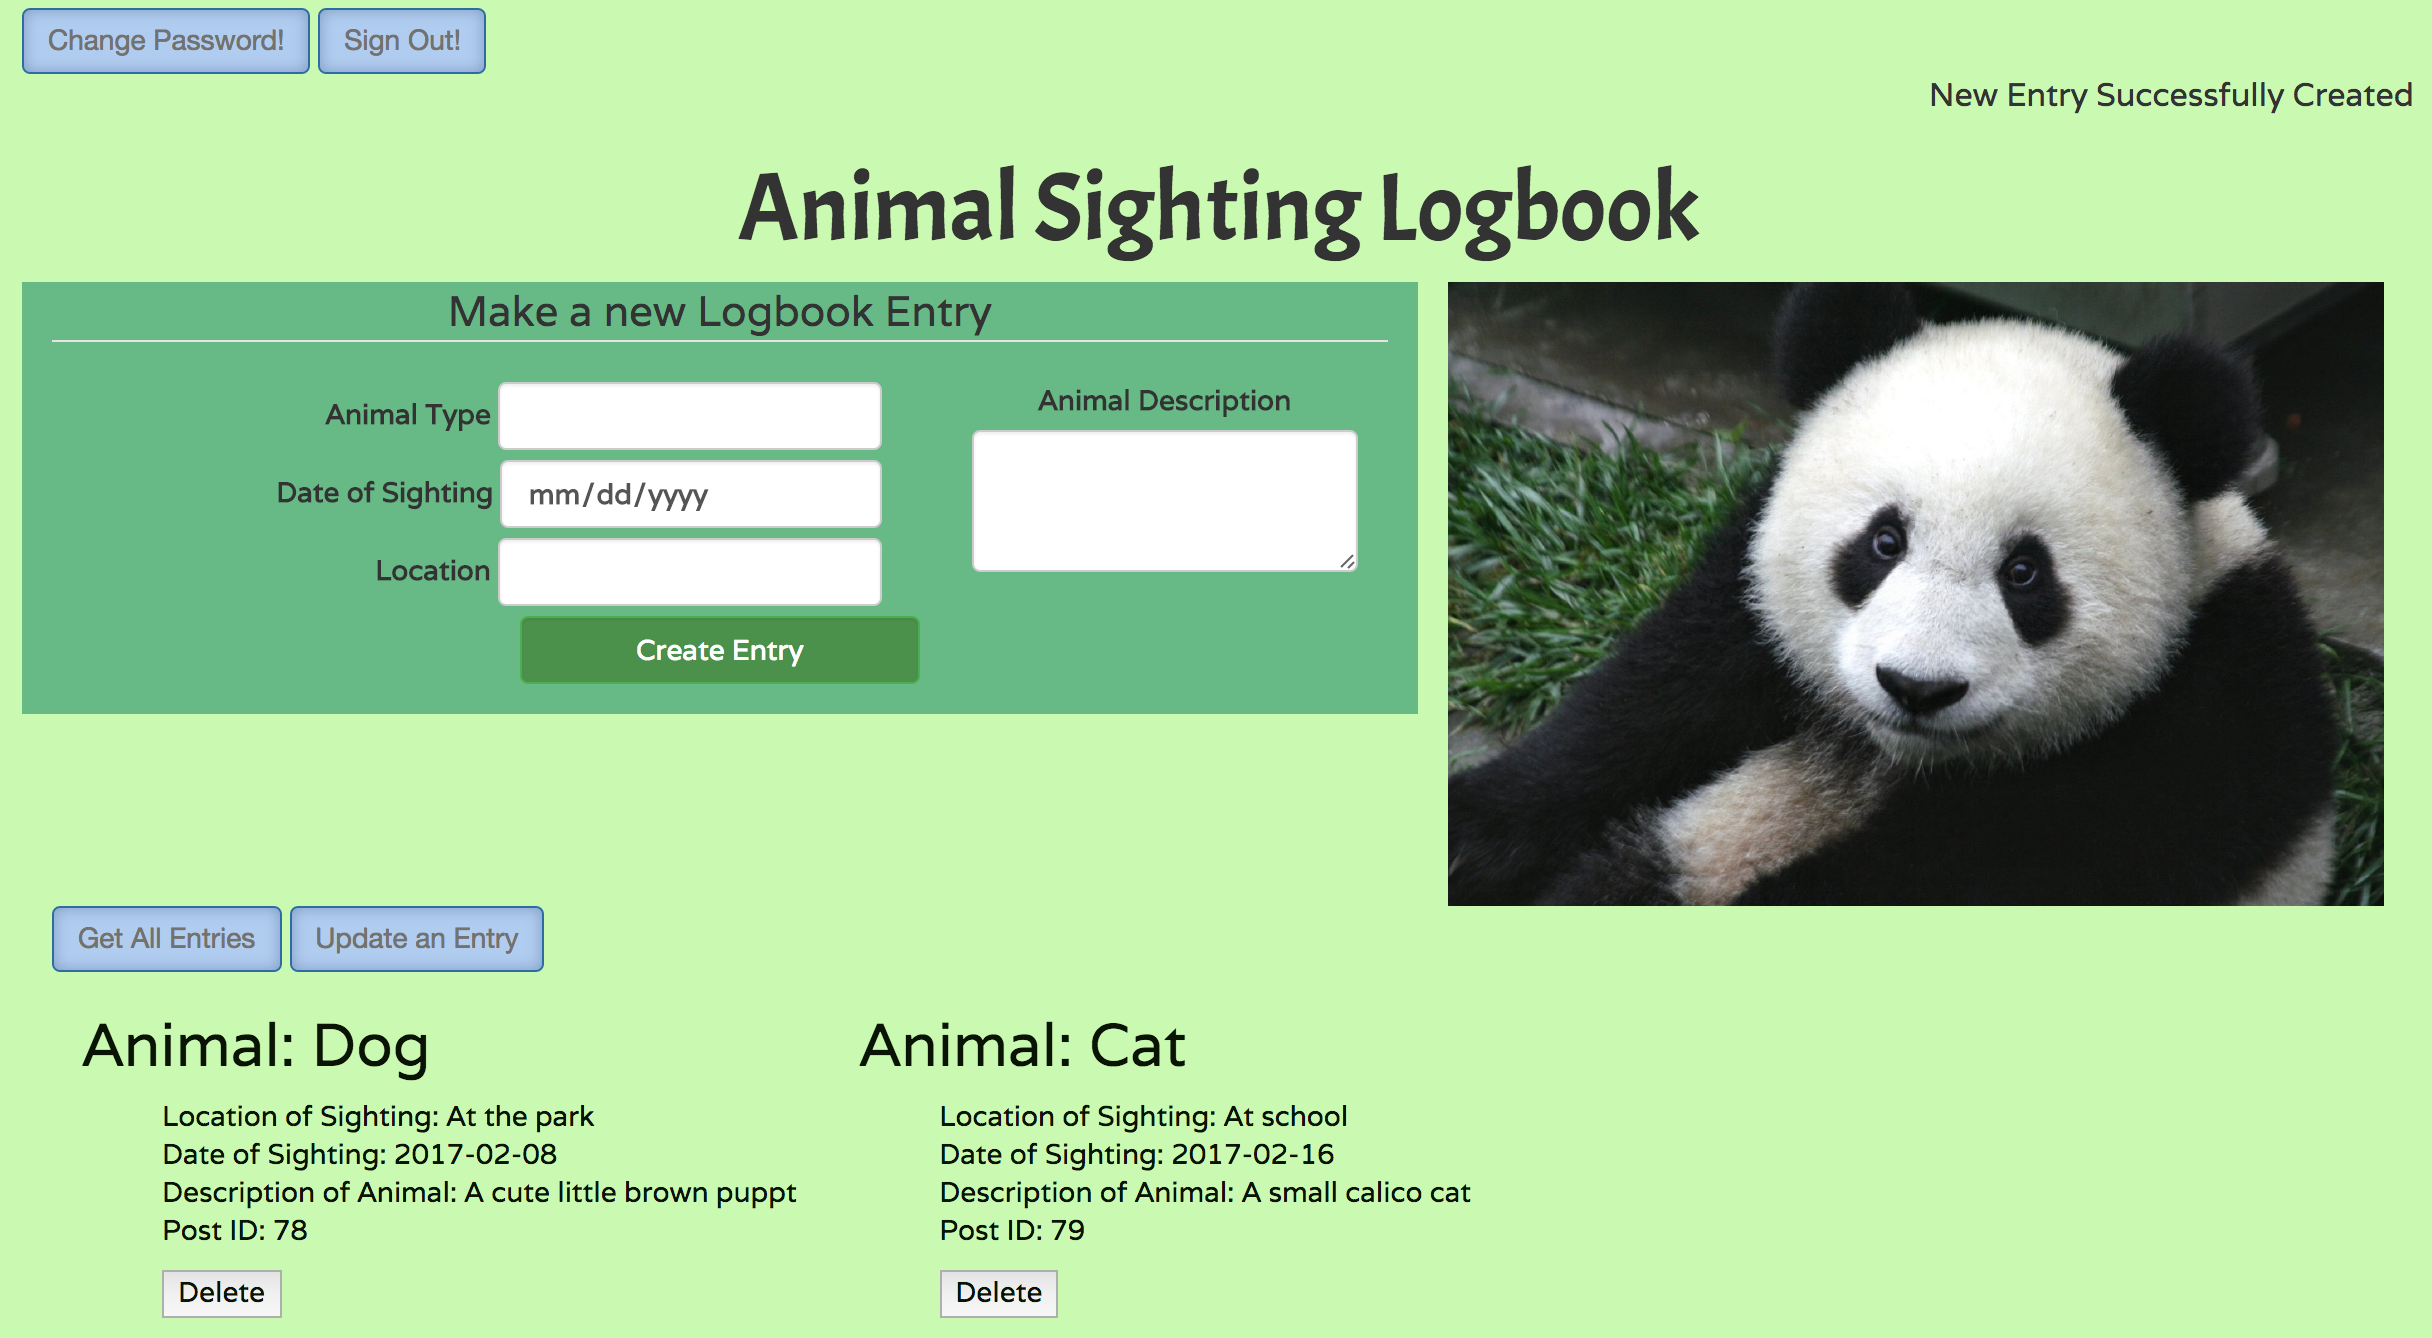 Change Password! Sign Out!
New Entry Successfully Created
Animal Sighting Logbook
Make a new Logbook Entry
Animal Type
Date of Sighting mm/dd/yyyy
Location
Animal Description
Create Entry
Get All Entries Update an Entry
Animal: Dog
Location of Sighting: At the park
Date of Sighting: 2017-02-08
Description of Animal: A cute little brown puppt
Post ID: 78
Delete
Animal: Cat
Location of Sighting: At school
Date of Sighting: 2017-02-16
Description of Animal: A small calico cat
Post ID: 79
Delete